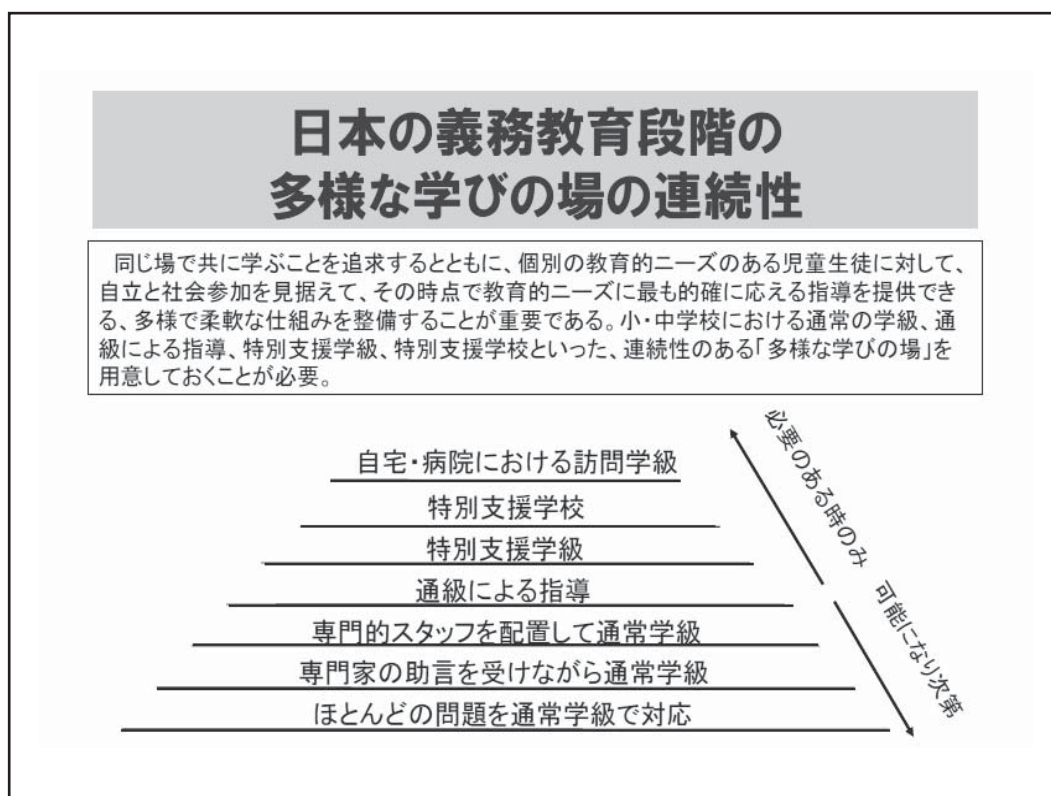 日本の義務教育段階の
多様な学びの場の連続性
同じ場で共に学ぶことを追求するとともに、個別の教育的ニーズのある児童生徒に対して、
自立と社会参加を見据えて、その時点で教育的ニーズに最も的確に応える指導を提供でき
る、多様で柔軟な仕組みを整備することが重要である。小・中学校における通常の学級、通
級による指導、特別支援学級、特別支援学校といった、連続性のある「多様な学びの場」を
用意しておくことが必要。
自宅・病院における訪問学級
特別支援学校
特別支援学級
通級による指導
専門的スタッフを配置して通常学級
専門家の助言を受けながら通常学級
ほとんどの問題を通常学級で対応
必要のある時のみ
可能になり次第